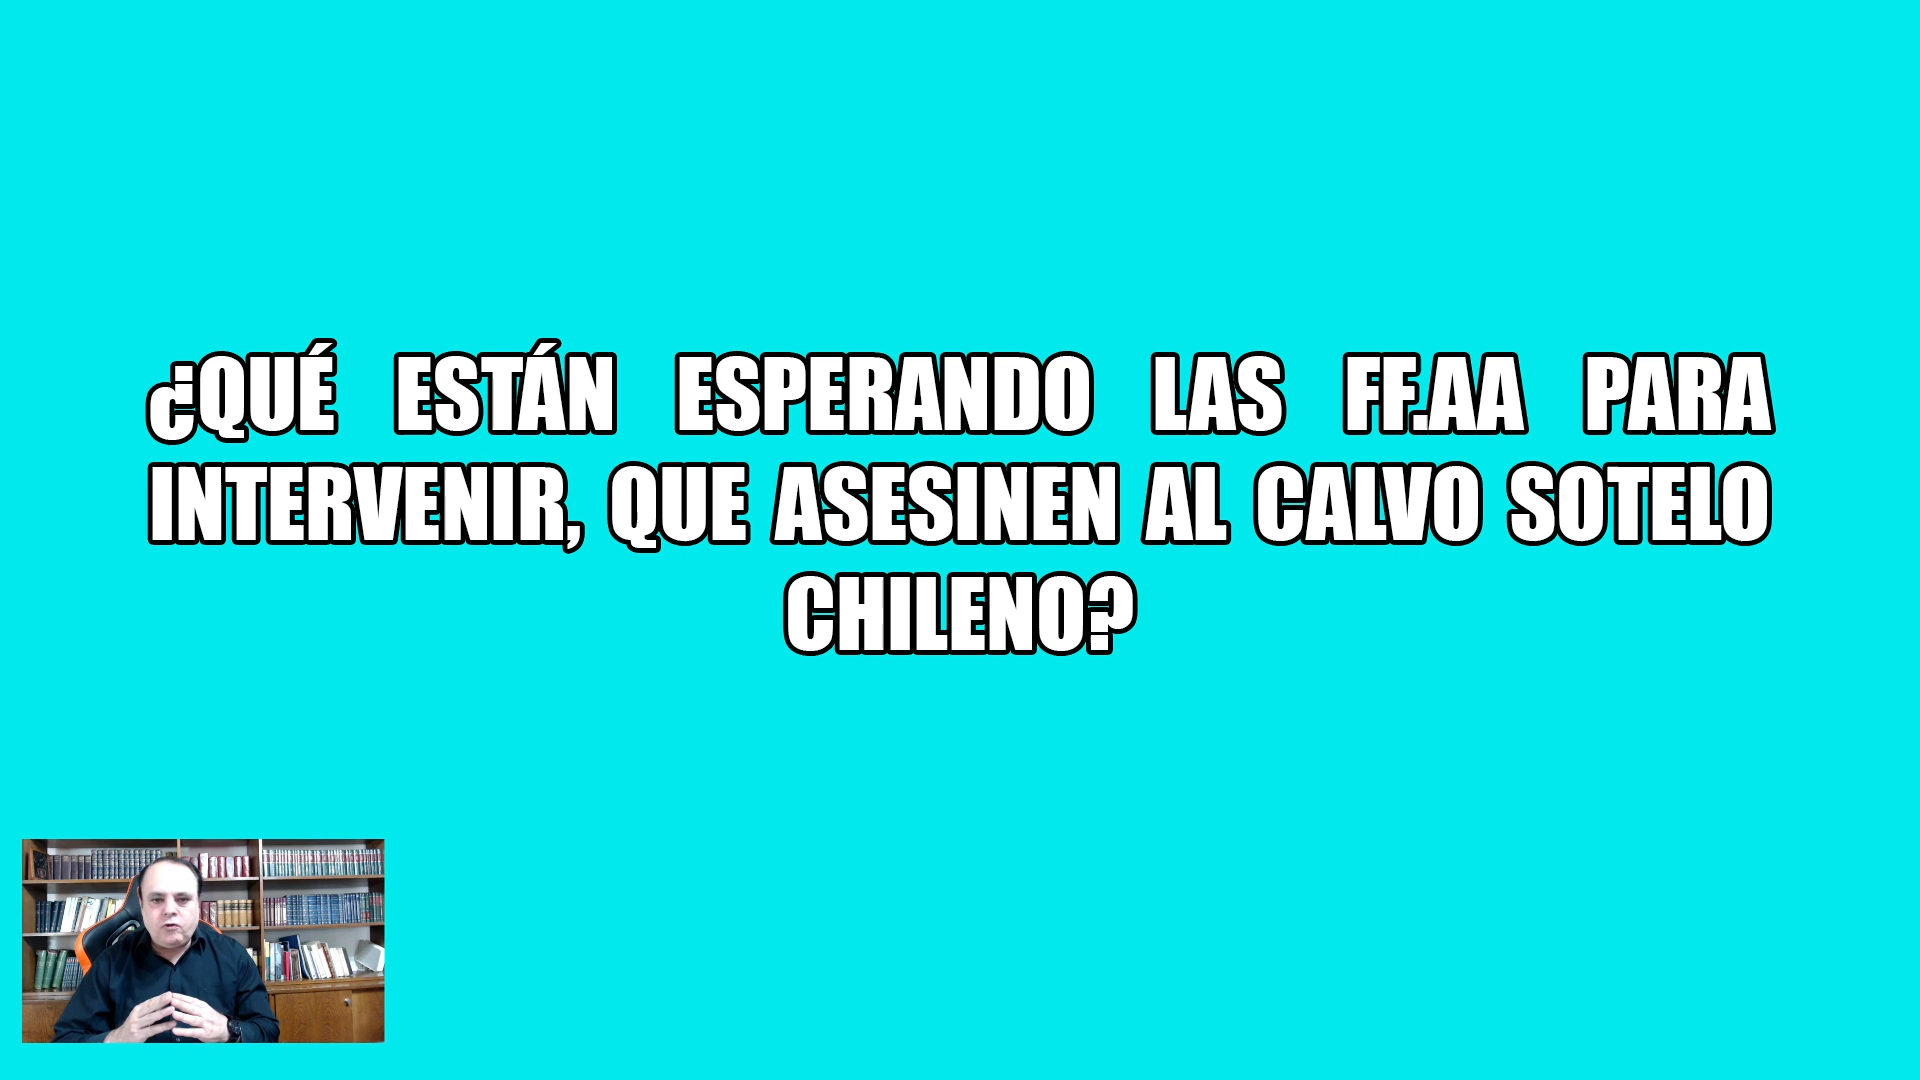 ¿QUÉ ESTÁN ESPERANDO LAS FF.AA PARA
INTERVENIR, QUE ASESINEN AL CALVO SOTELO
CHILENO?